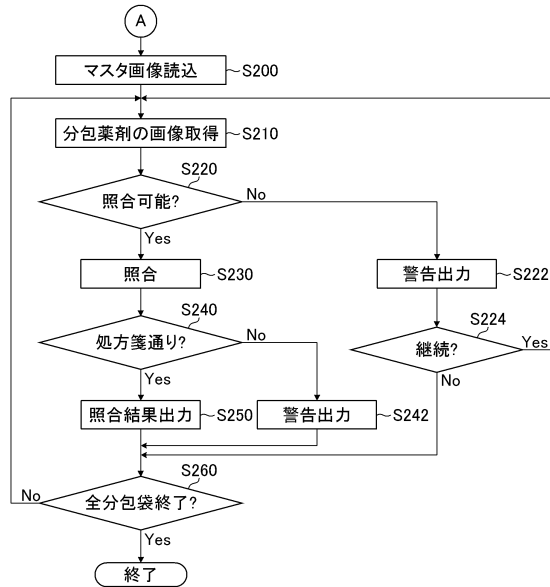 A
マスタ画像読込
S200
分包薬剤の画像取得
S210
S220
照合可能?
No
Yes
照合
S230
警告出力
S222
S240
処方箋通り?
No
Yes
S224
継続?
Yes
No
照合結果出力
S250
警告出力
S242
S260
全分包袋終了?
No
Yes
終了